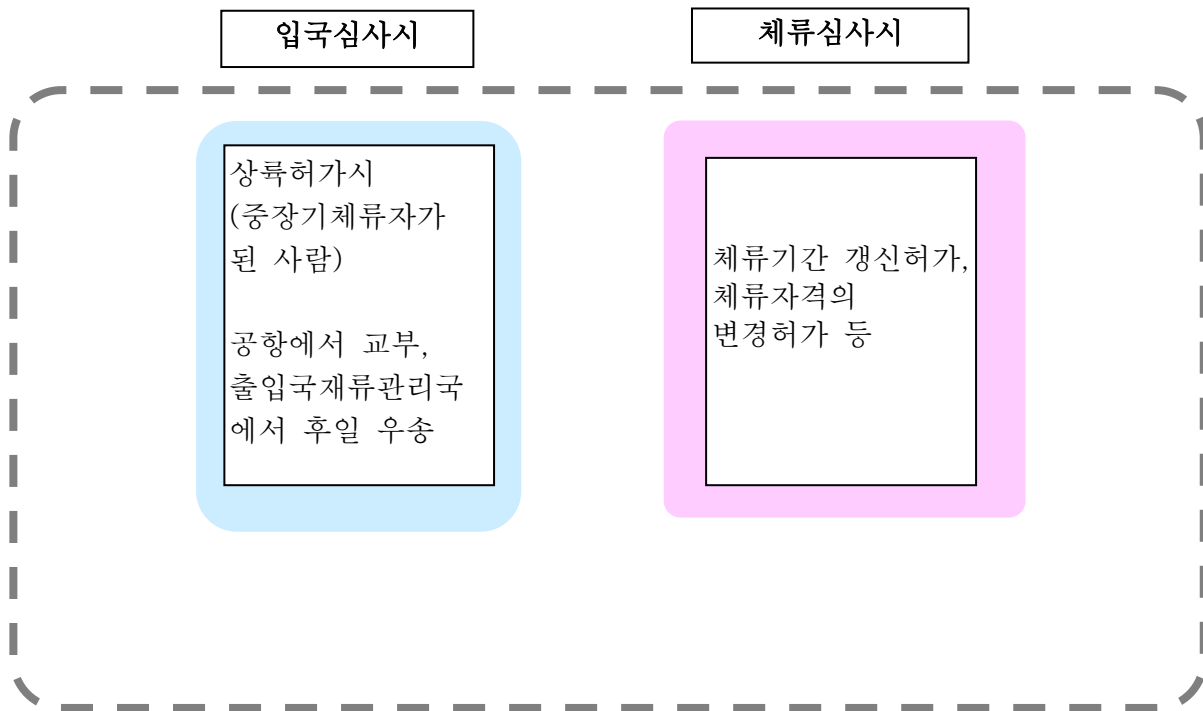 입국심사시
체류심사시
상륙허가시
(중장기체류자가
된 사람)
공항에서 교부,
출입국재류관리국
에서 후일 우송
체류기간 갱신허가,
체류자격의
변경허가 등